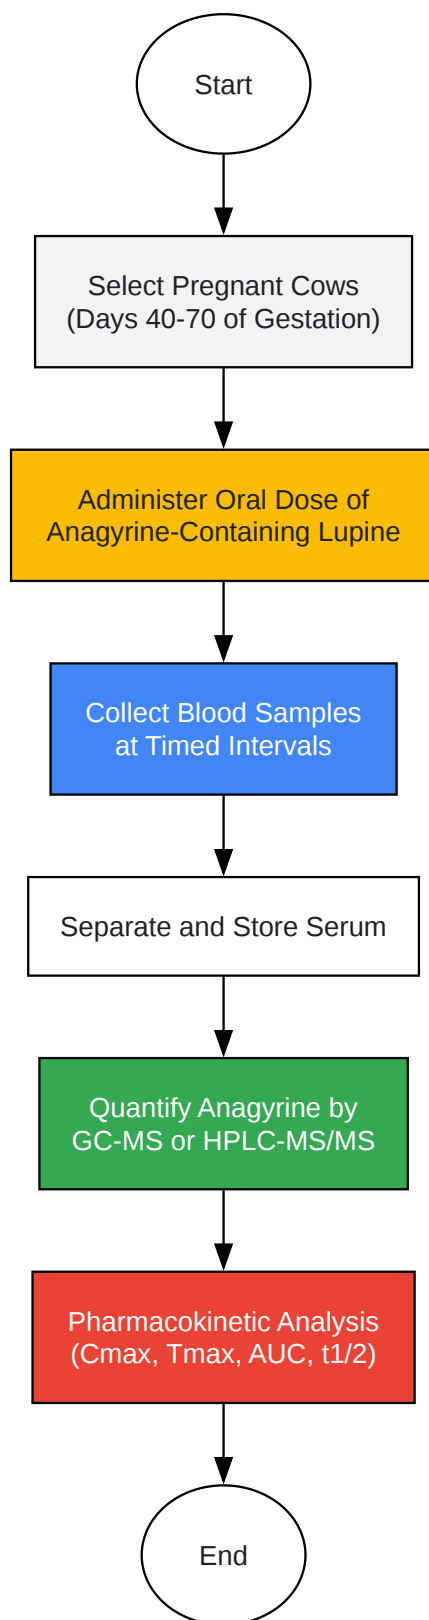 Start
Select Pregnant Cows
(Days 40-70 of Gestation)
Administer Oral Dose of
Anagyrine-Containing Lupine
Collect Blood Samples
at Timed Intervals
Separate and Store Serum
Quantify Anagyrine by
GC-MS or HPLC-MS/MS
Pharmacokinetic Analysis
(Cmax, Tmax, AUC, t1/2)
End